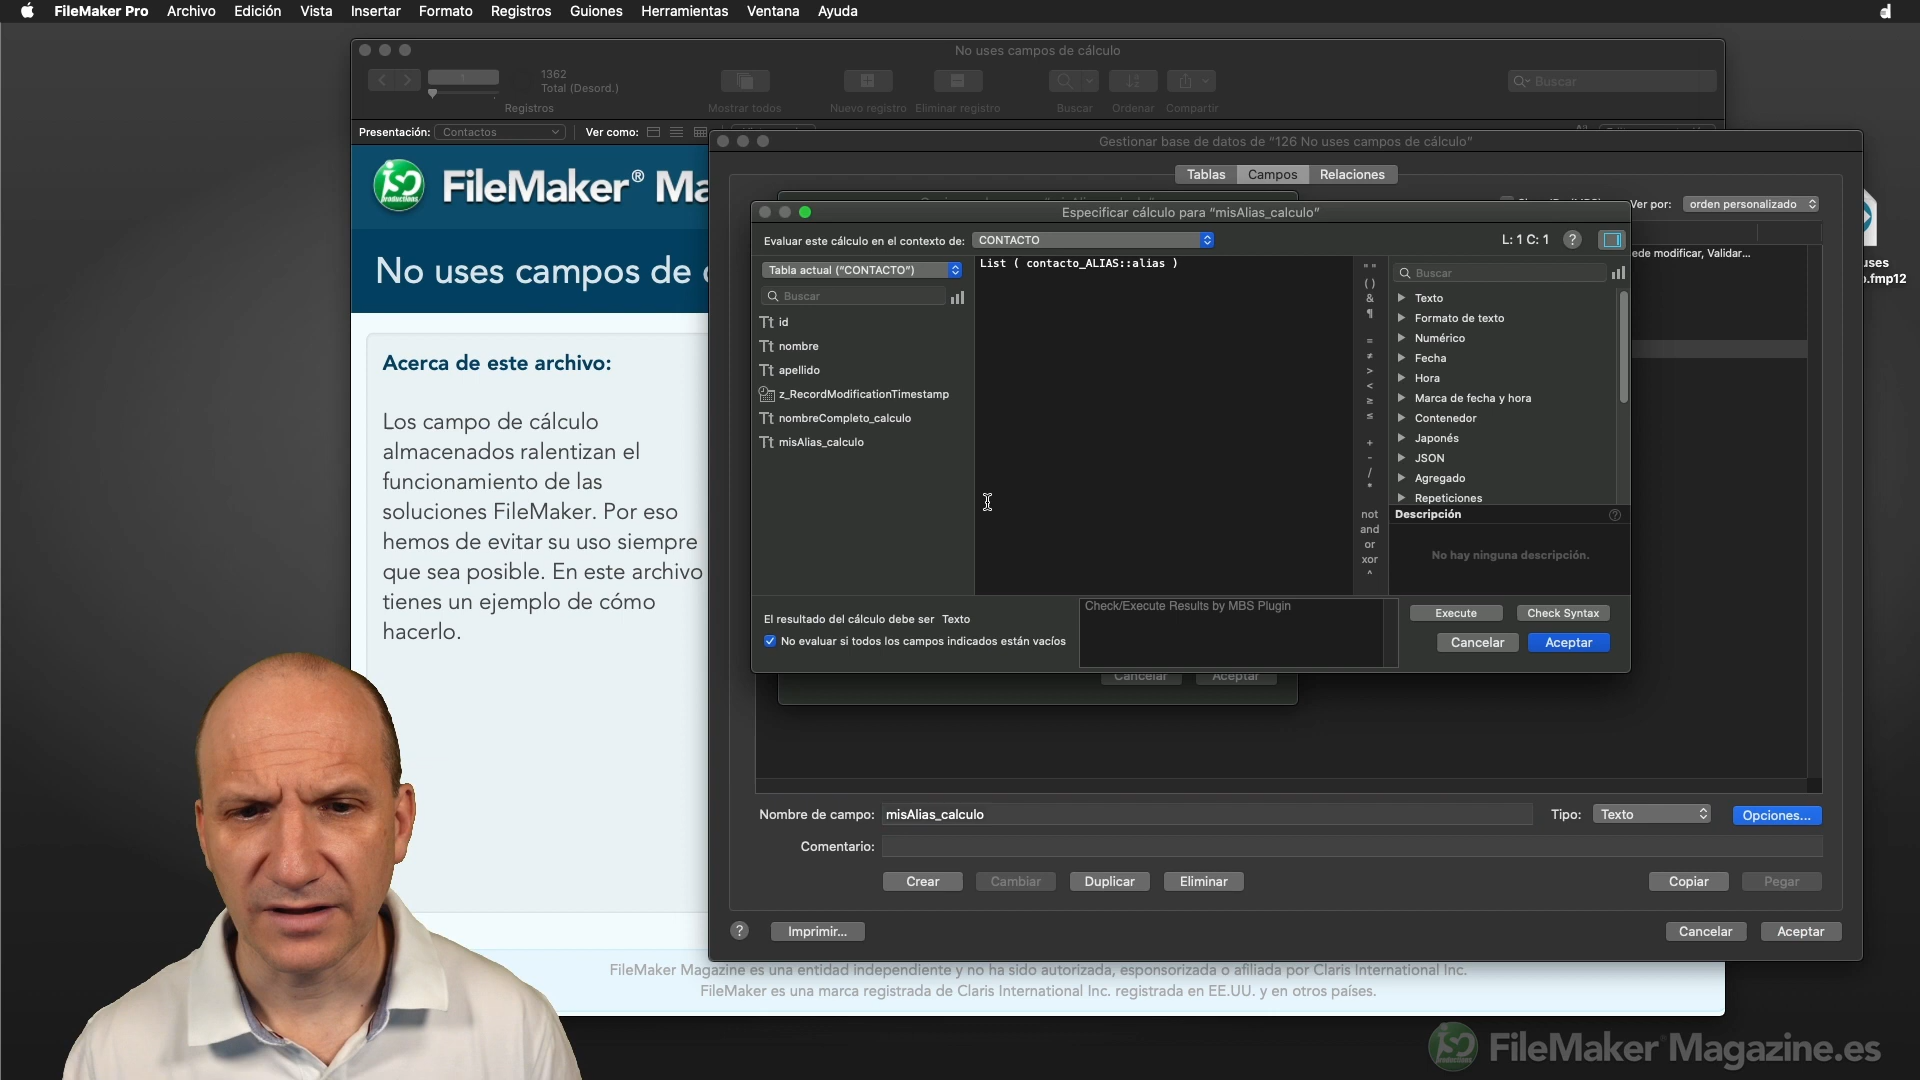 FileMaker Pro Archivo Edición Vista Insertar Formato Registros Guiones Herramientas Ventana Ayuda
No uses campos de cálculo
1
1362
Total (Desord.)
Registros
Mostrar todos
Nuevo registro
Eliminar registro
Buscar
Ordenar
Compartir
Buscar
Presentación: Contactos
Ver como:
FileMaker® Ma
No uses campos de c
Acerca de este archivo:
Los campo de cálculo
almacenados ralentizan el
funcionamiento de las
soluciones FileMaker. Por eso
hemos de evitar su uso siempre
que sea posible. En este archivo
tienes un ejemplo de cómo
hacerlo.
FileMaker Magazine es una entidad independiente y no ha sido autorizada, esponsorizada o afiliada por Claris International Inc.
FileMaker es una marca registrada de Claris International Inc. registrada en EE.UU. y en otros países.
Gestionar base de datos de “126 No uses campos de cálculo”
Tablas Campos Relaciones
Ver por: orden personalizado
ede modificar, Validar...
uses
o.fmp12
Especificar cálculo para “misAlias_calculo”
Evaluar este cálculo en el contexto de: CONTACTO
L: 1 C: 1 ?
Tabla actual (“CONTACTO”)
Buscar
Tt id
Tt nombre
Tt apellido
z_RecordModificationTimestamp
Tt nombreCompleto_calculo
Tt misAlias_calculo
List ( contacto_ALIAS::alias )
" "
( )
&
¶
=
≠
>
<
≥
≤
+
-
/
*
not
and
or
xor
^
Buscar
Texto
Formato de texto
Numérico
Fecha
Hora
Marca de fecha y hora
Contenedor
Japonés
JSON
Agregado
Repeticiones
Descripción ?
No hay ninguna descripción.
El resultado del cálculo debe ser Texto
No evaluar si todos los campos indicados están vacíos
Check/Execute Results by MBS Plugin
Execute Check Syntax
Cancelar Aceptar
Cancelar Aceptar
Nombre de campo: misAlias_calculo
Tipo: Texto
Opciones...
Comentario:
Crear Cambiar Duplicar Eliminar Copiar Pegar
? Imprimir... Cancelar Aceptar
iso productions FileMaker Magazine.es